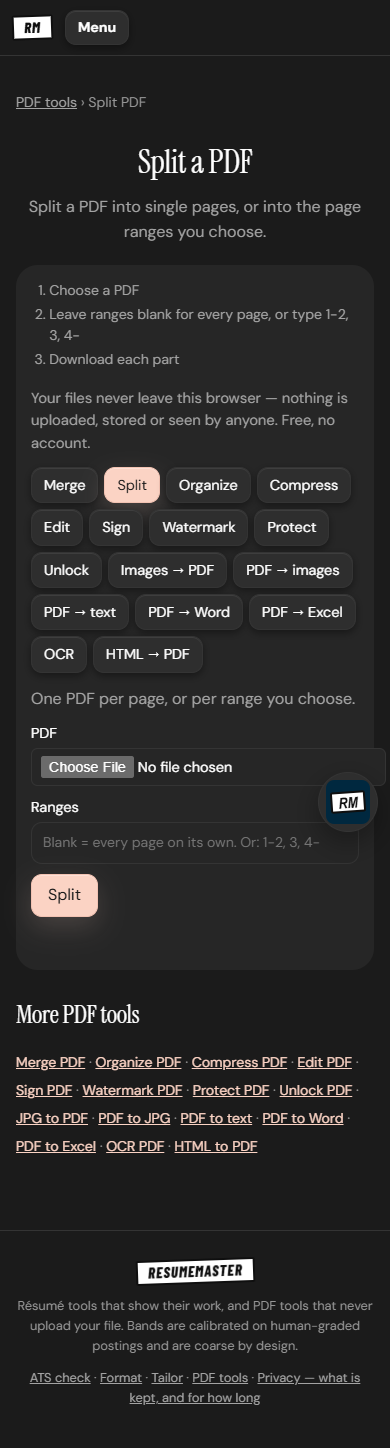 RM Menu
PDF tools › Split PDF
Split a PDF
Split a PDF into single pages, or into the page
ranges you choose.
1. Choose a PDF
2. Leave ranges blank for every page, or type 1-2,
3, 4-
3. Download each part
Your files never leave this browser — nothing is
uploaded, stored or seen by anyone. Free, no
account.
Merge Split Organize Compress
Edit Sign Watermark Protect
Unlock Images → PDF PDF → images
PDF → text PDF → Word PDF → Excel
OCR HTML → PDF
One PDF per page, or per range you choose.
PDF
Choose File No file chosen
RM
Ranges
Blank = every page on its own. Or: 1-2, 3, 4-
Split
More PDF tools
Merge PDF · Organize PDF · Compress PDF · Edit PDF ·
Sign PDF · Watermark PDF · Protect PDF · Unlock PDF ·
JPG to PDF · PDF to JPG · PDF to text · PDF to Word ·
PDF to Excel · OCR PDF · HTML to PDF
RESUMEMASTER
Résumé tools that show their work, and PDF tools that never
upload your file. Bands are calibrated on human-graded
postings and are coarse by design.
ATS check · Format · Tailor · PDF tools · Privacy — what is
kept, and for how long